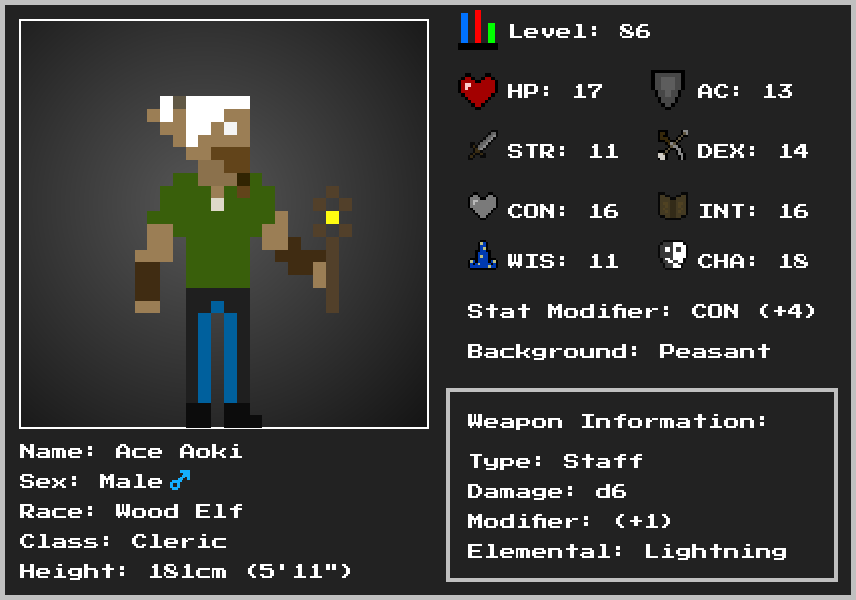 Level: 86
HP: 17
AC: 13
STR: 11
DEX: 14
CON: 16
INT: 16
WIS: 11
CHA: 18
Stat Modifier: CON (+4)
Background: Peasant
Weapon Information:
Type: Staff
Damage: d6
Modifier: (+1)
Elemental: Lightning
Name: Ace Aoki
Sex: Male♂
Race: Wood Elf
Class: Cleric
Height: 181cm (5'11")